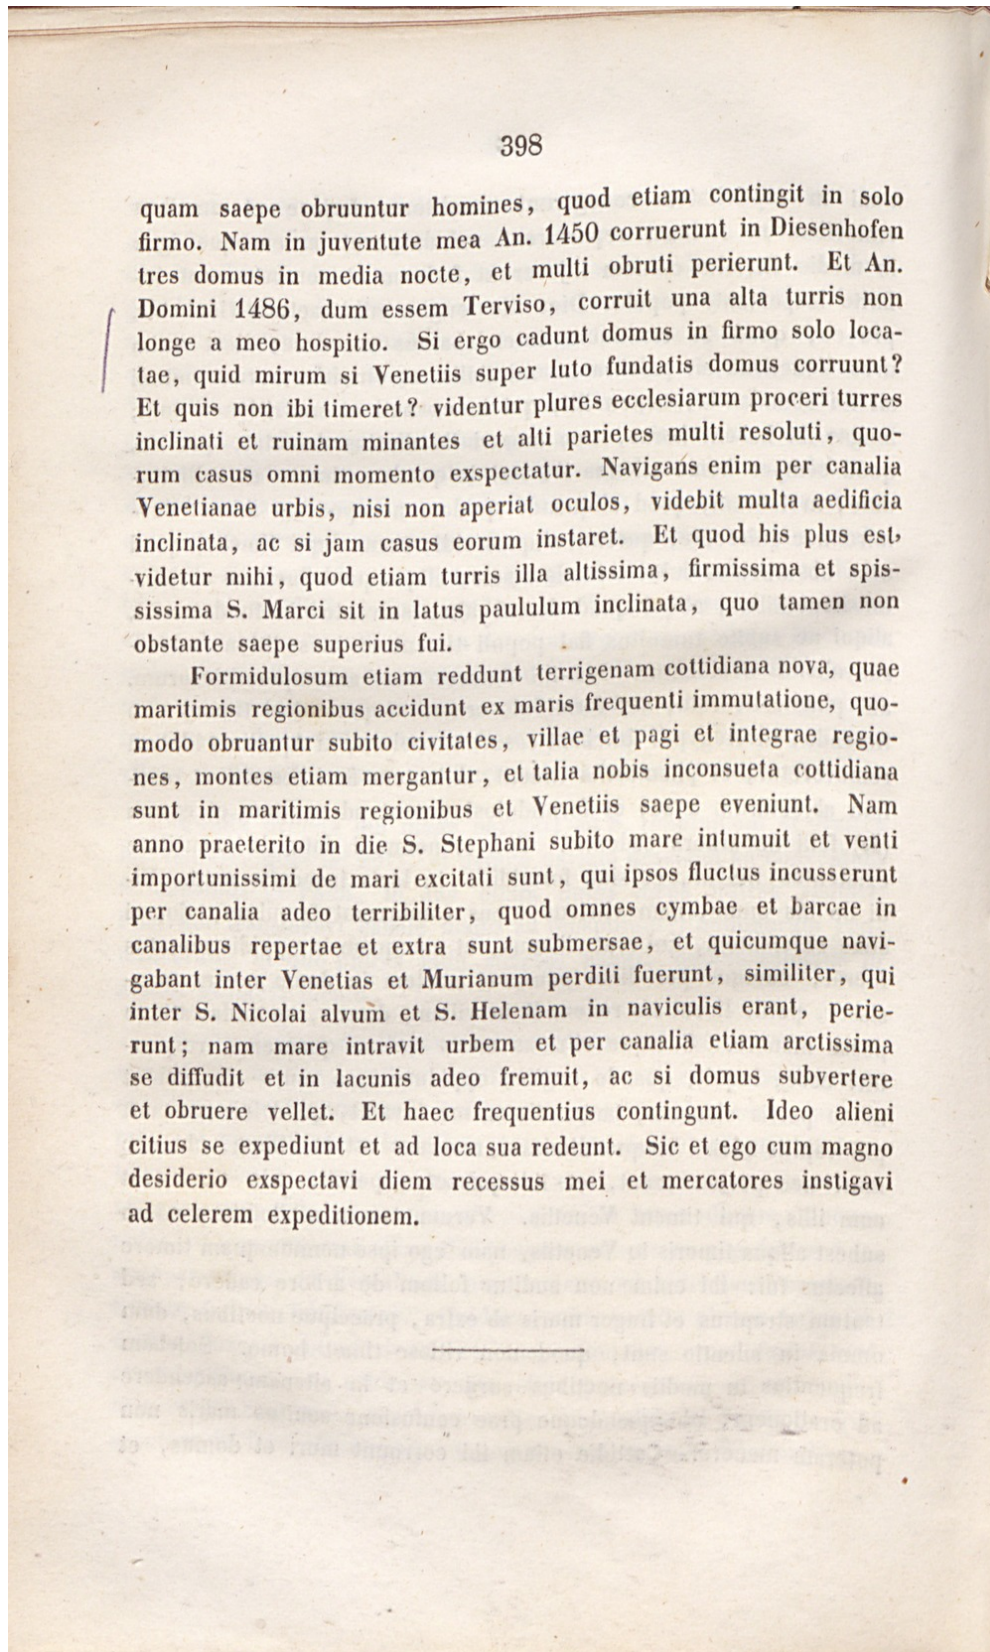 398
quam saepe obruuntur homines, quod etiam contingit in solo
firmo. Nam in juventute mea An. 1450 corruerunt in Diesenhofen
tres domus in media nocte, et multi obruti perierunt. Et An.
Domini 1486, dum essem Terviso, corruit una alta turris non
longe a meo hospitio. Si ergo cadunt domus in firmo solo loca-
tae, quid mirum si Venetiis super luto fundatis domus corruunt?
Et quis non ibi timeret? videntur plures ecclesiarum proceri turres
inclinati et ruinam minantes et alti parietes multi resoluti, quo-
rum casus omni momento exspectatur. Navigans enim per canalia
Venetianae urbis, nisi non aperiat oculos, videbit multa aedificia
inclinata, ac si jam casus eorum instaret. Et quod his plus est,
videtur mihi, quod etiam turris illa altissima, firmissima et spis-
sissima S. Marci sit in latus paululum inclinata, quo tamen non
obstante saepe superius fui.
Formidulosum etiam reddunt terrigenam cottidiana nova, quae
maritimis regionibus accidunt ex maris frequenti immutatione, quo-
modo obruantur subito civitates, villae et pagi et integrae regio-
nes, montes etiam mergantur, et talia nobis inconsueta cottidiana
sunt in maritimis regionibus et Venetiis saepe eveniunt. Nam
anno praeterito in die S. Stephani subito mare intumuit et venti
importunissimi de mari excitati sunt, qui ipsos fluctus incusserunt
per canalia adeo terribiliter, quod omnes cymbae et barcae in
canalibus repertae et extra sunt submersae, et quicumque navi-
gabant inter Venetias et Murianum perditi fuerunt, similiter, qui
inter S. Nicolai alvum et S. Helenam in naviculis erant, perie-
runt; nam mare intravit urbem et per canalia etiam arctissima
se diffudit et in lacunis adeo fremuit, ac si domus subvertere
et obruere vellet. Et haec frequentius contingunt. Ideo alieni
citius se expediunt et ad loca sua redeunt. Sic et ego cum magno
desiderio exspectavi diem recessus mei et mercatores instigavi
ad celerem expeditionem.